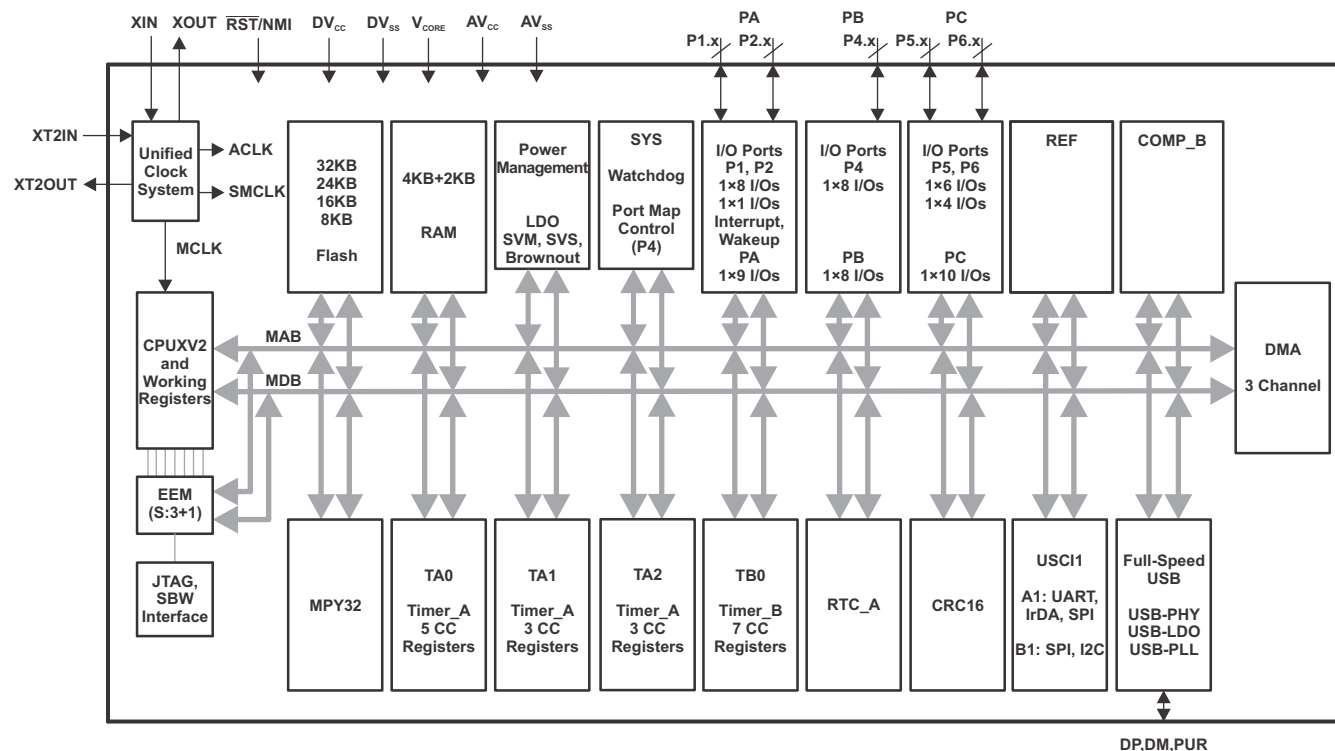 XIN
XOUT
RST/NMI
DVCC
DVSS
VCORE
AVCC
AVSS
PA
P1.x
P2.x
PB
P4.x
PC
P5.x
P6.x
XT2IN
XT2OUT
Unified
Clock
System
ACLK
SMCLK
MCLK
32KB
24KB
16KB
8KB
Flash
4KB+2KB
RAM
Power
Management
LDO
SVM, SVS,
Brownout
SYS
Watchdog
Port Map
Control
(P4)
I/O Ports
P1, P2
1×8 I/Os
1×1 I/Os
Interrupt,
Wakeup
PA
1×9 I/Os
I/O Ports
P4
1×8 I/Os
PB
1×8 I/Os
I/O Ports
P5, P6
1×6 I/Os
1×4 I/Os
PC
1×10 I/Os
REF
COMP_B
CPUXV2
and
Working
Registers
MAB
MDB
DMA
3 Channel
EEM
(S:3+1)
JTAG,
SBW
Interface
MPY32
TA0
Timer_A
5 CC
Registers
TA1
Timer_A
3 CC
Registers
TA2
Timer_A
3 CC
Registers
TB0
Timer_B
7 CC
Registers
RTC_A
CRC16
USCI1
A1: UART,
IrDA, SPI
B1: SPI, I2C
Full-Speed
USB
USB-PHY
USB-LDO
USB-PLL
DP,DM,PUR